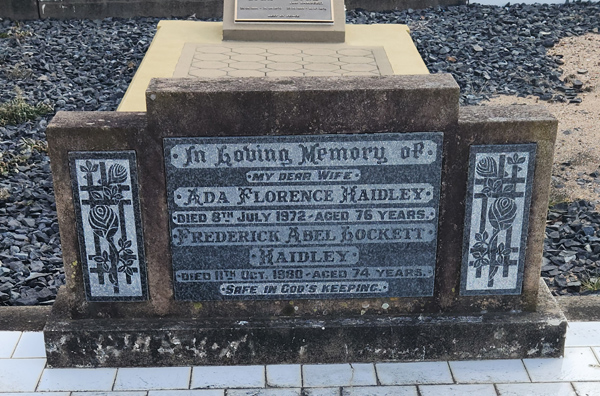 In Loving Memory of
MY DEAR WIFE
ADA FLORENCE HAIDLEY
DIED 8TH JULY 1972 - AGED 76 YEARS.
FREDERICK ABEL LOCKETT
HAIDLEY
DIED 11TH OCT. 1980 - AGED 74 YEARS.
SAFE IN GOD'S KEEPING.